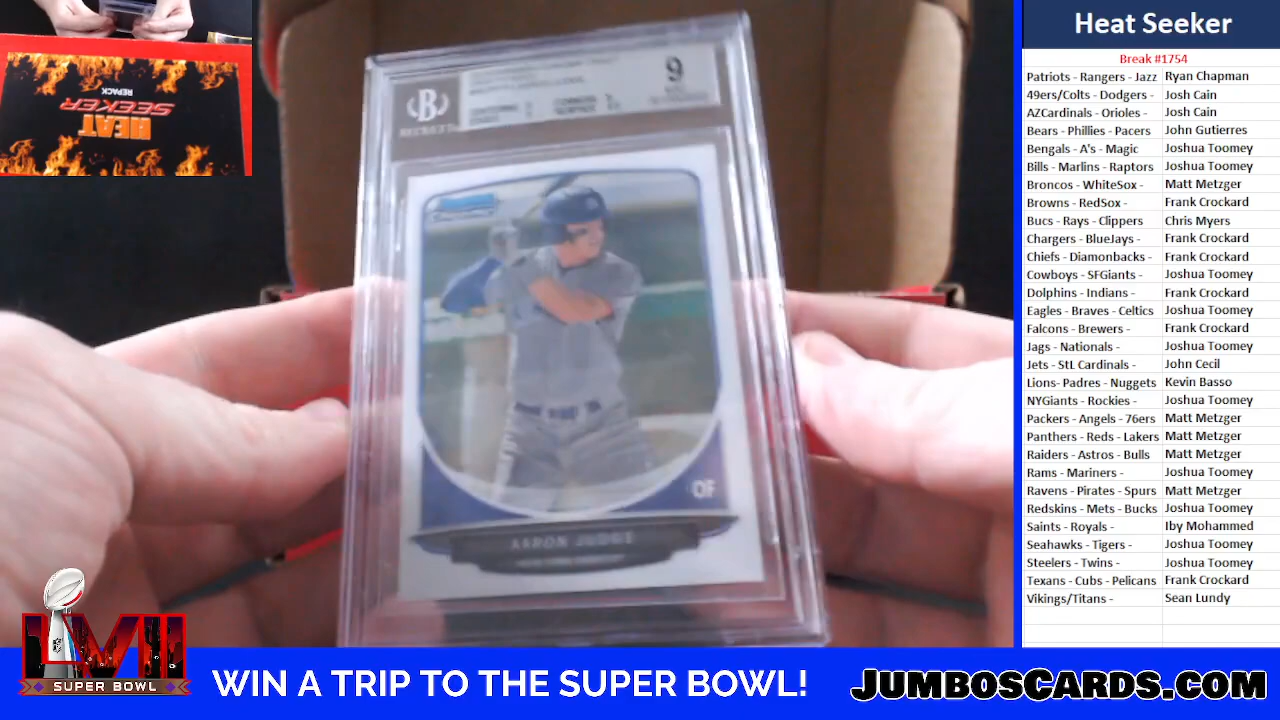 HEAT
SEEKER
REPACK
B
BECKETT
9
OF
AARON JUDGE
Heat Seeker
Break #1754
Patriots - Rangers - Jazz Ryan Chapman
49ers/Colts - Dodgers - Josh Cain
AZCardinals - Orioles - Josh Cain
Bears - Phillies - Pacers John Gutierres
Bengals - A's - Magic Joshua Toomey
Bills - Marlins - Raptors Joshua Toomey
Broncos - WhiteSox - Matt Metzger
Browns - RedSox - Frank Crockard
Bucs - Rays - Clippers Chris Myers
Chargers - BlueJays - Frank Crockard
Chiefs - Diamonbacks - Frank Crockard
Cowboys - SFGiants - Joshua Toomey
Dolphins - Indians - Frank Crockard
Eagles - Braves - Celtics Joshua Toomey
Falcons - Brewers - Frank Crockard
Jags - Nationals - Joshua Toomey
Jets - StL Cardinals - John Cecil
Lions- Padres - Nuggets Kevin Basso
NYGiants - Rockies - Joshua Toomey
Packers - Angels - 76ers Matt Metzger
Panthers - Reds - Lakers Matt Metzger
Raiders - Astros - Bulls Matt Metzger
Rams - Mariners - Joshua Toomey
Ravens - Pirates - Spurs Matt Metzger
Redskins - Mets - Bucks Joshua Toomey
Saints - Royals - Iby Mohammed
Seahawks - Tigers - Joshua Toomey
Steelers - Twins - Joshua Toomey
Texans - Cubs - Pelicans Frank Crockard
Vikings/Titans - Sean Lundy
LVII
SUPER BOWL
WIN A TRIP TO THE SUPER BOWL!
JUMBOSCARDS.COM